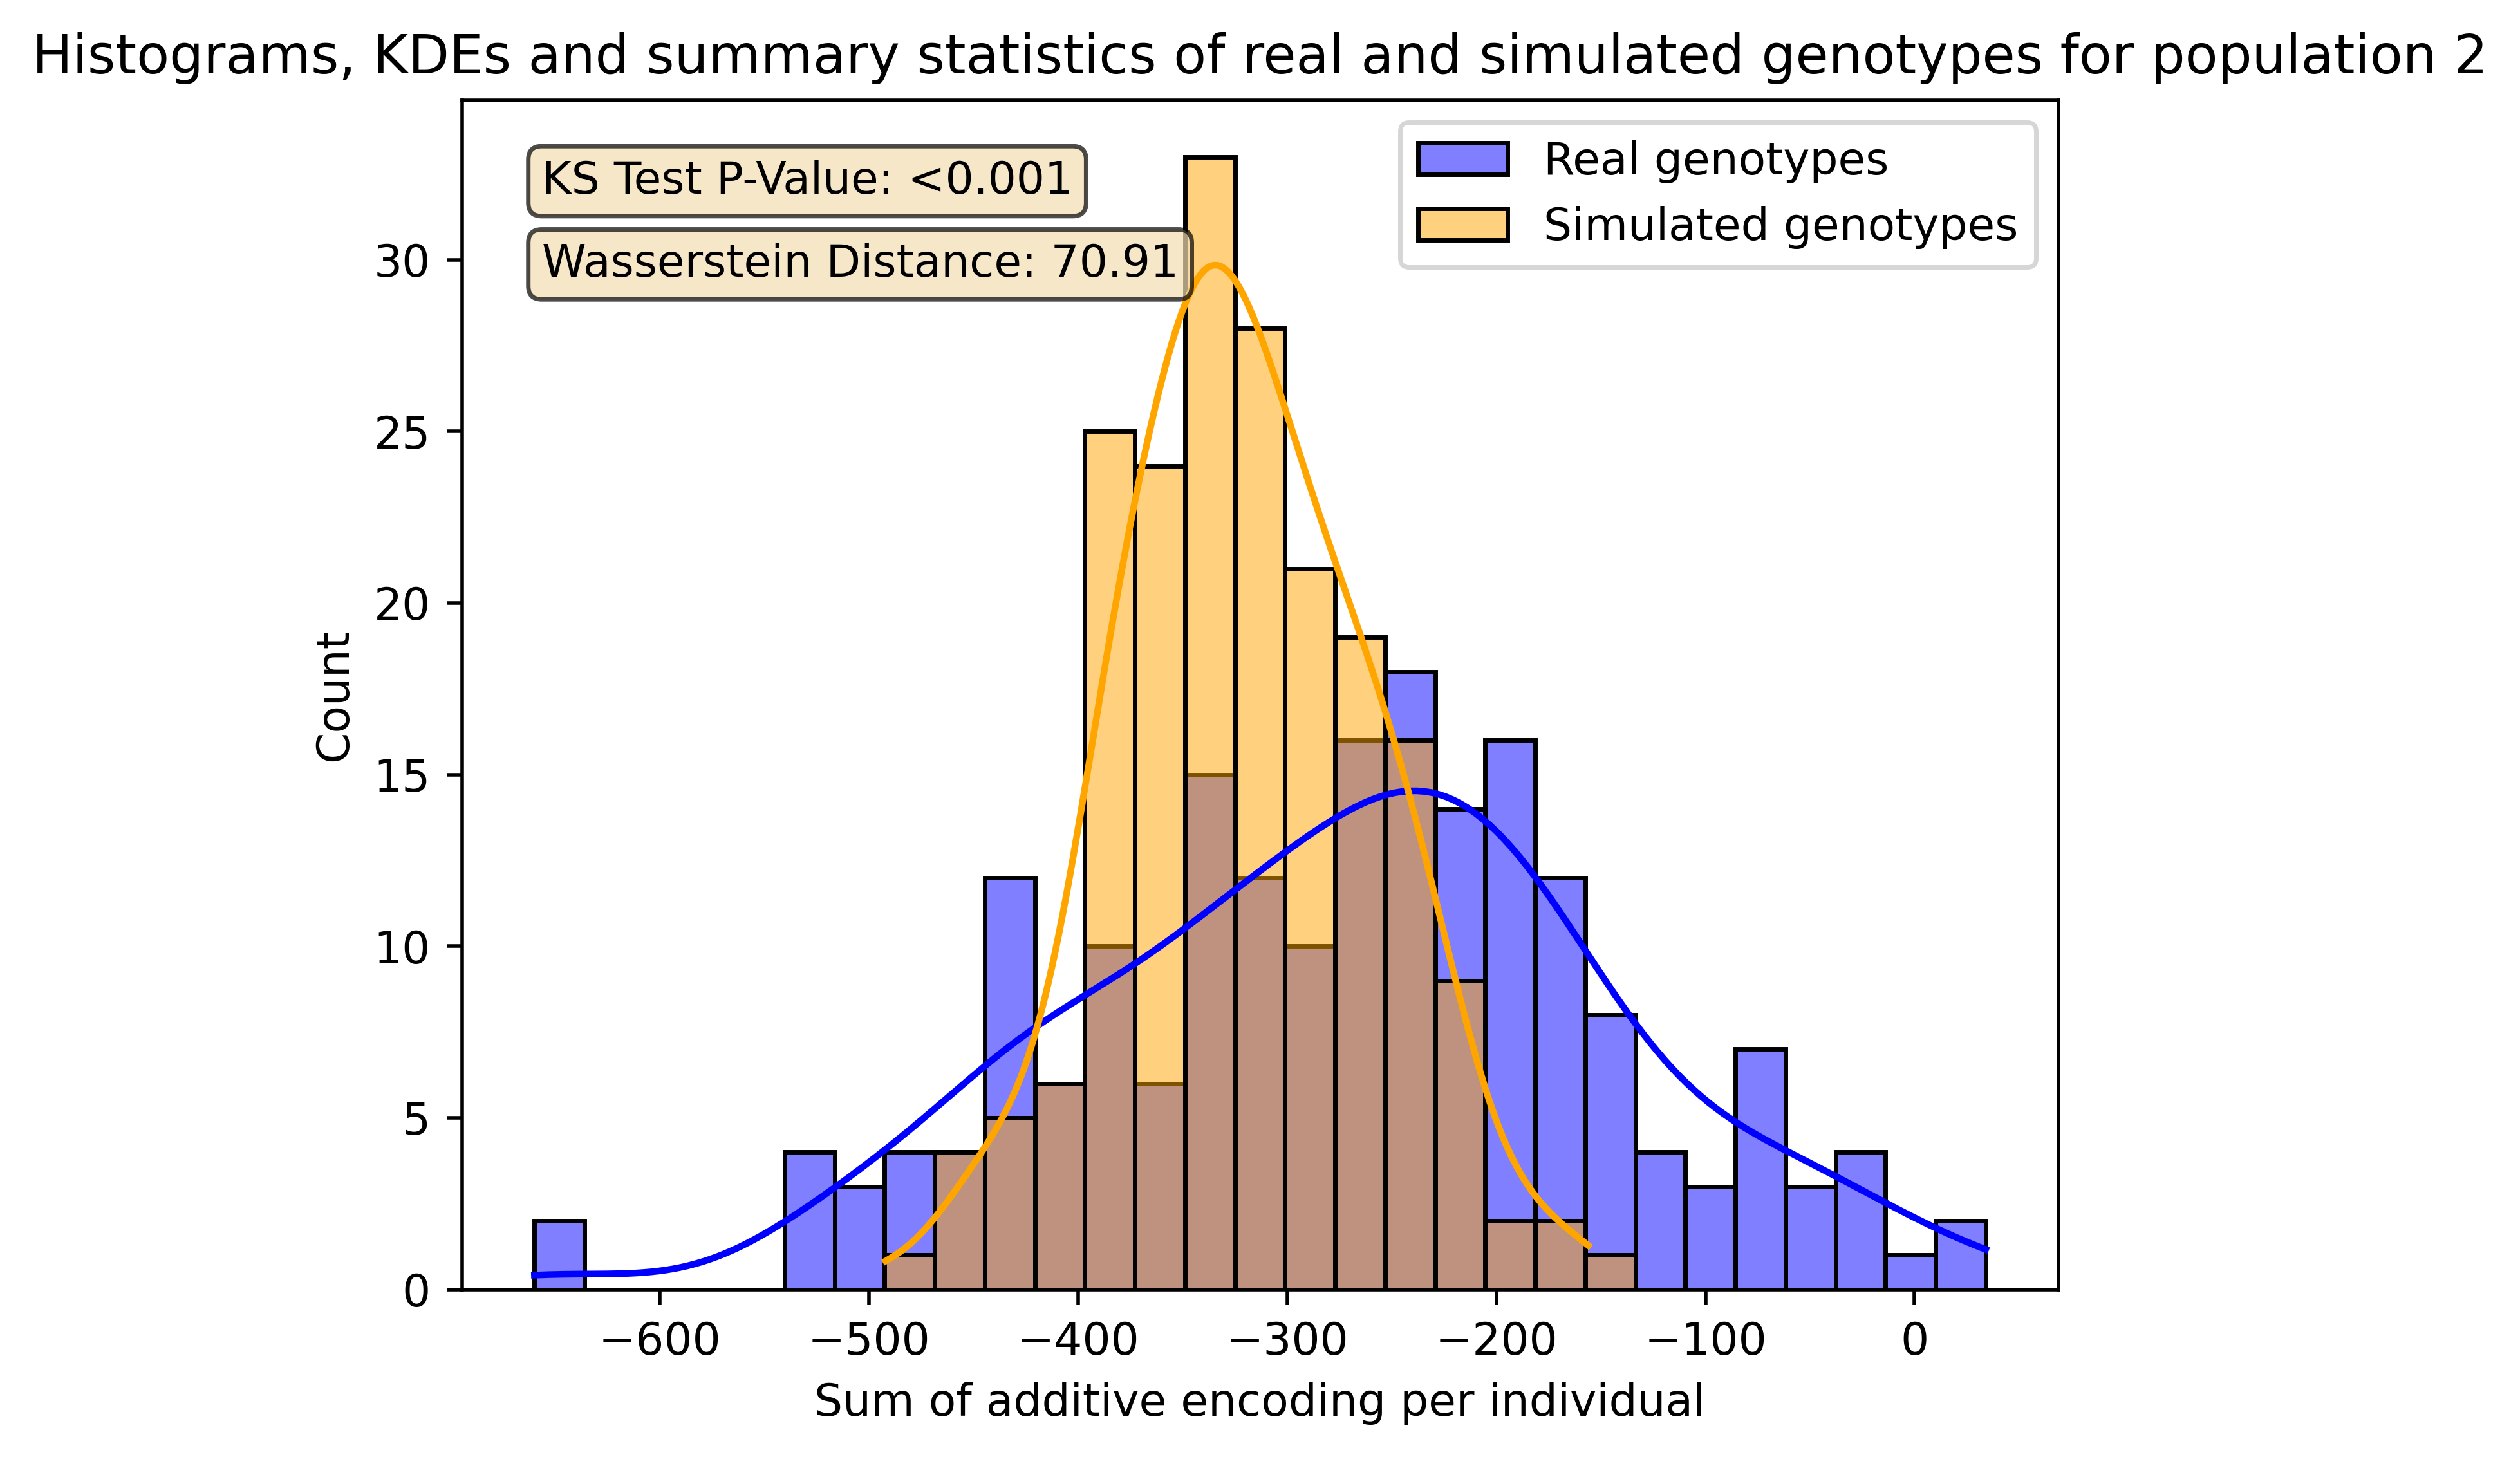 Histograms, KDEs and summary statistics of real and simulated genotypes for population 2
KS Test P-Value: <0.001
Wasserstein Distance: 70.91
Real genotypes
Simulated genotypes
30
25
20
15
10
5
0
Count
−600
−500
−400
−300
−200
−100
0
Sum of additive encoding per individual